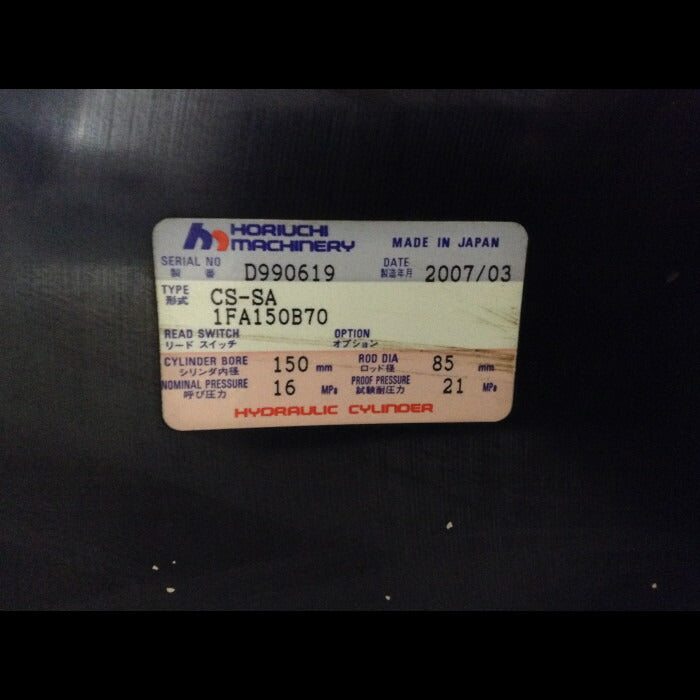 HORIUCHI
MACHINERY
MADE IN JAPAN
SERIAL NO
製 番
D990619
DATE
製造年月
2007/03
TYPE
形式
CS-SA
1FA150B70
READ SWITCH
リード スイッチ
OPTION
オプション
CYLINDER BORE
シリンダ内径
150 mm
ROD DIA
ロッド径
85 mm
NOMINAL PRESSURE
呼び圧力
16 MPa
PROOF PRESSURE
試験耐圧力
21 MPa
HYDRAULIC CYLINDER